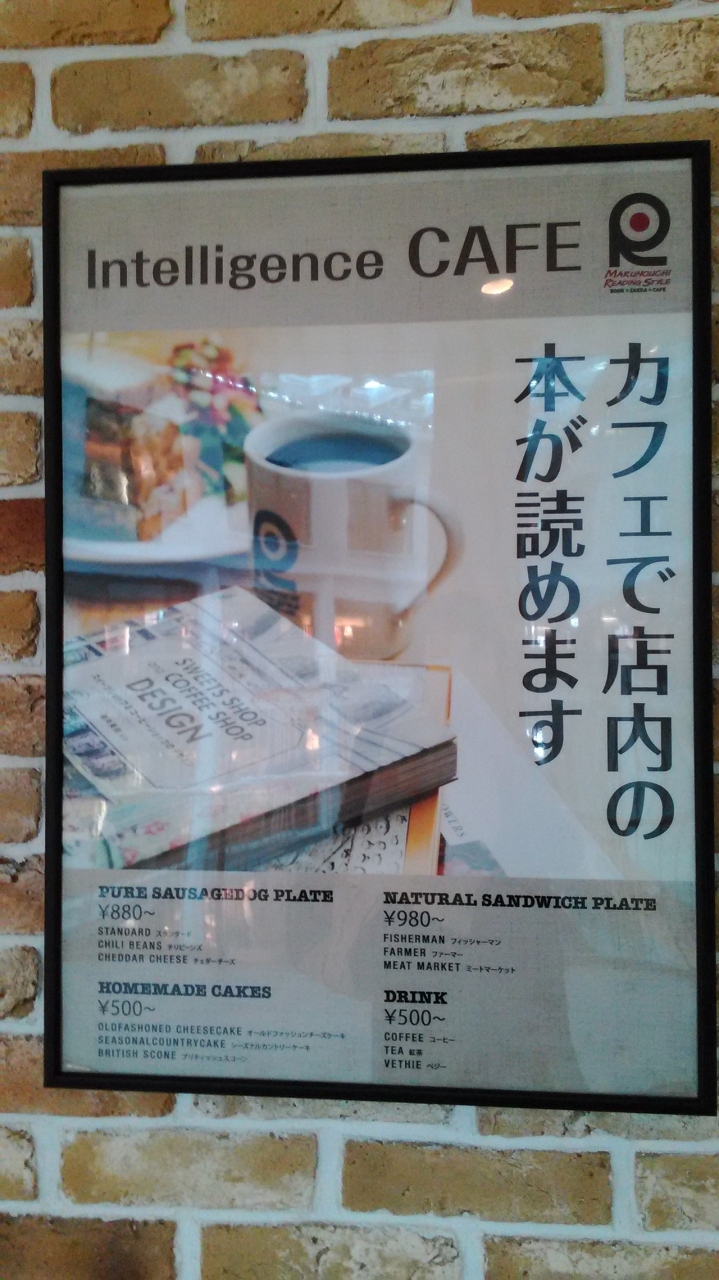 Intelligence CAFE
MARUNOUCHI
READING STYLE
BOOK + ZAKKA + CAFE
カフェで店内の
本が読めます
SWEETS SHOP
and
COFFEE SHOP
DESIGN
PURE SAUSAGEDOG PLATE
¥880～
STANDARD スタンダード
CHILI BEANS チリビーンズ
CHEDDAR CHEESE チェダーチーズ
HOMEMADE CAKES
¥500～
OLDFASHONED CHEESECAKE オールドファッションチーズケーキ
SEASONALCOUNTRYCAKE シーズナルカントリーケーキ
BRITISH SCONE ブリティッシュスコーン
NATURAL SANDWICH PLATE
¥980～
FISHERMAN フィッシャーマン
FARMER ファーマー
MEAT MARKET ミートマーケット
DRINK
¥500～
COFFEE コーヒー
TEA 紅茶
VETHIE ベジー